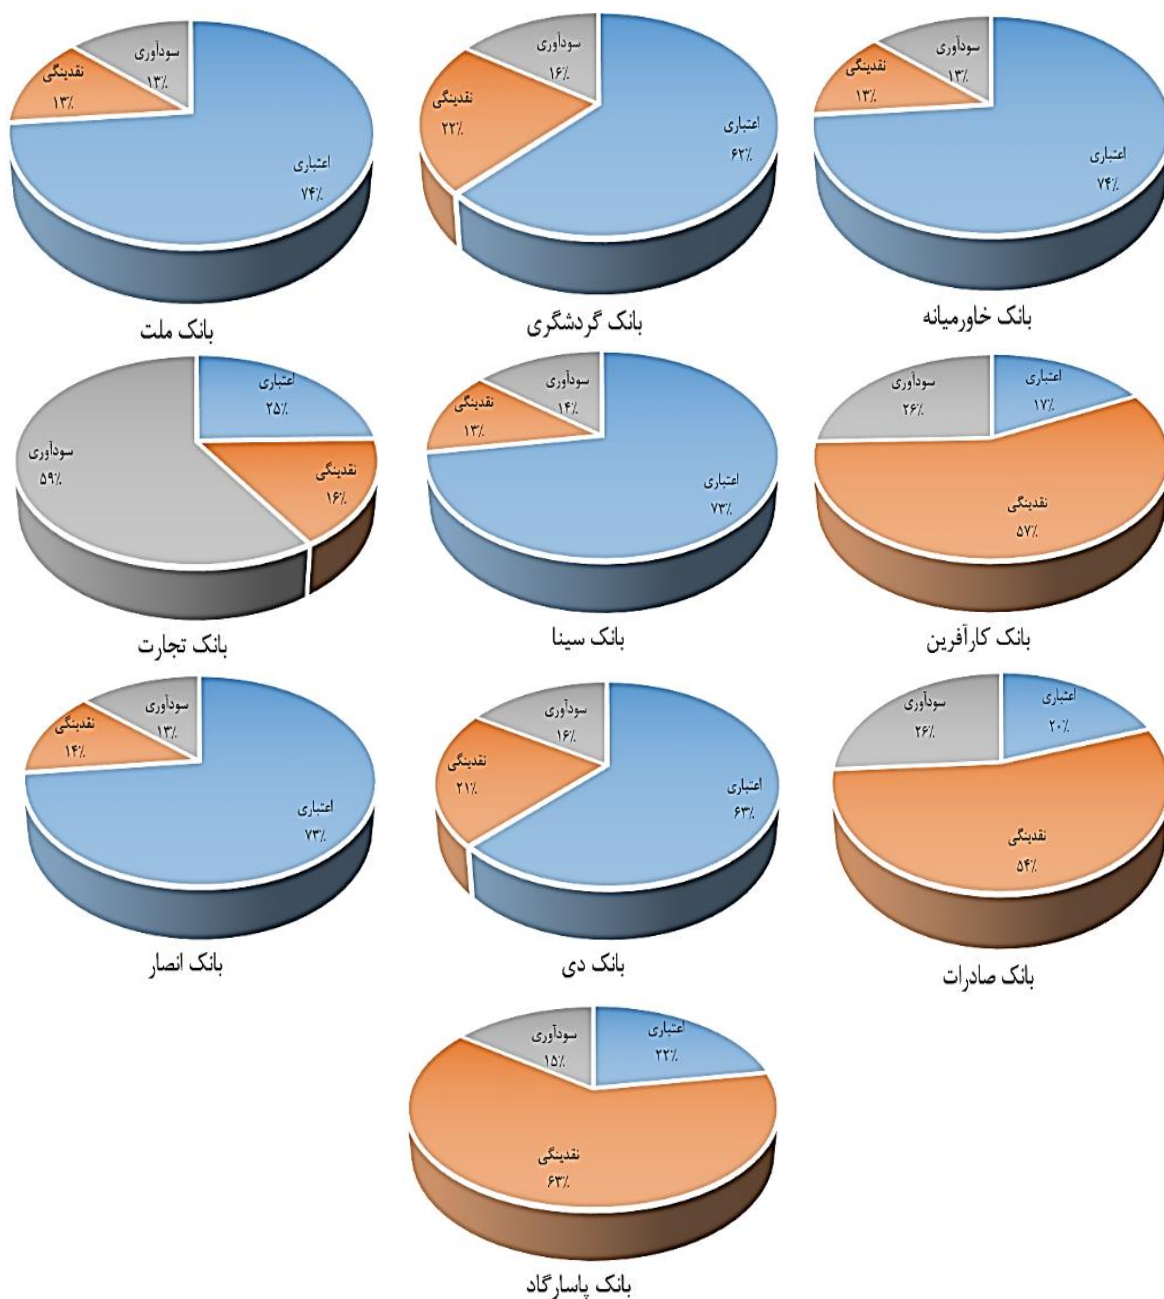 سودآوری
۱۳٪
نقدینگی
۱۳٪
اعتباری
۷۴٪
بانک خاورمیانه
سودآوری
۱۶٪
نقدینگی
۲۲٪
اعتباری
۶۲٪
بانک گردشگری
سودآوری
۱۳٪
نقدینگی
۱۳٪
اعتباری
۷۴٪
بانک ملت
سودآوری
۲۶٪
اعتباری
۱۷٪
نقدینگی
۵۷٪
بانک کارآفرین
سودآوری
۱۴٪
نقدینگی
۱۳٪
اعتباری
۷۳٪
بانک سینا
اعتباری
۲۵٪
سودآوری
۵۹٪
نقدینگی
۱۶٪
بانک تجارت
سودآوری
۲۶٪
اعتباری
۲۰٪
نقدینگی
۵۴٪
بانک صادرات
سودآوری
۱۶٪
نقدینگی
۲۱٪
اعتباری
۶۳٪
بانک دی
سودآوری
۱۳٪
نقدینگی
۱۴٪
اعتباری
۷۳٪
بانک انصار
اعتباری
۲۲٪
سودآوری
۱۵٪
نقدینگی
۶۳٪
بانک پاسارگاد